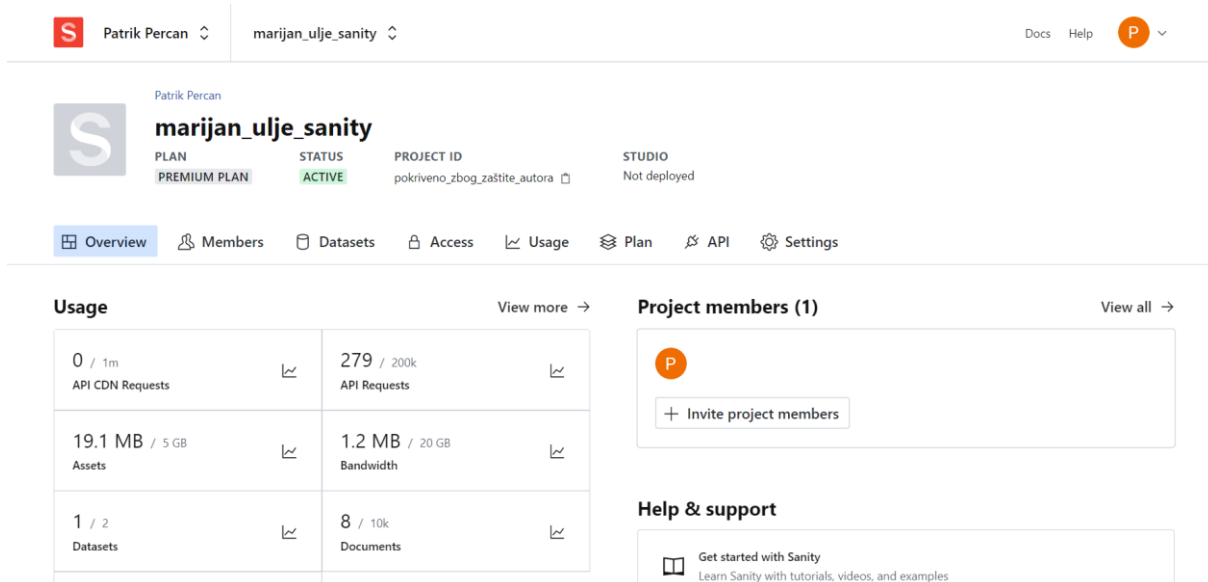 S Patrik Percan marijan_ulje_sanity Docs Help P
Patrik Percan
S
marijan_ulje_sanity
PLAN STATUS PROJECT ID STUDIO
PREMIUM PLAN ACTIVE pokriveno_zbog_zaštite_autora Not deployed
Overview Members Datasets Access Usage Plan API Settings
Usage View more →
0 / 1m
API CDN Requests
279 / 200k
API Requests
19.1 MB / 5 GB
Assets
1.2 MB / 20 GB
Bandwidth
1 / 2
Datasets
8 / 10k
Documents
Project members (1) View all →
P
+ Invite project members
Help & support
Get started with Sanity
Learn Sanity with tutorials, videos, and examples